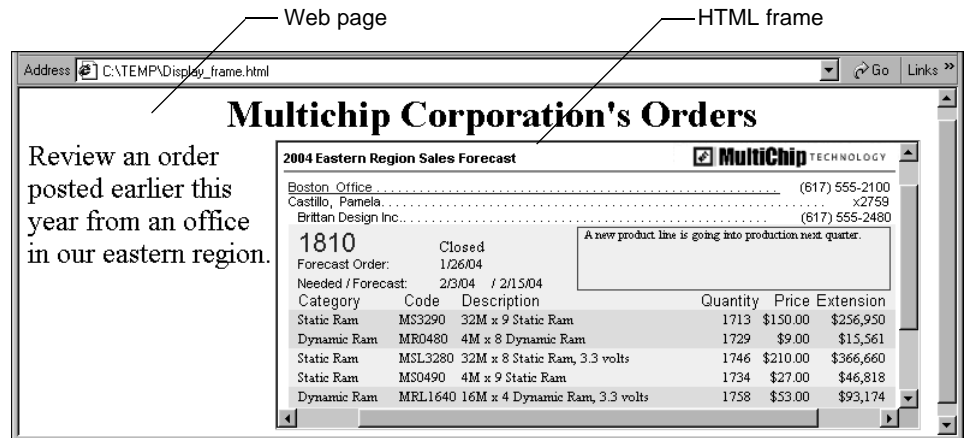 Web page
HTML frame
Address C:\TEMP\Display_frame.html Go Links »
Multichip Corporation's Orders
Review an order
posted earlier this
year from an office
in our eastern region.
2004 Eastern Region Sales Forecast MultiChip TECHNOLOGY
Boston Office (617) 555-2100
Castillo, Pamela x2759
Brittan Design Inc. (617) 555-2480
1810 Closed A new product line is going into production next quarter.
Forecast Order: 1/26/04
Needed / Forecast: 2/3/04 / 2/15/04
Category Code Description Quantity Price Extension
Static Ram MS3290 32M x 9 Static Ram 1713 $150.00 $256,950
Dynamic Ram MR0480 4M x 8 Dynamic Ram 1729 $9.00 $15,561
Static Ram MSL3280 32M x 8 Static Ram, 3.3 volts 1746 $210.00 $366,660
Static Ram MS0490 4M x 9 Static Ram 1734 $27.00 $46,818
Dynamic Ram MRL1640 16M x 4 Dynamic Ram, 3.3 volts 1758 $53.00 $93,174